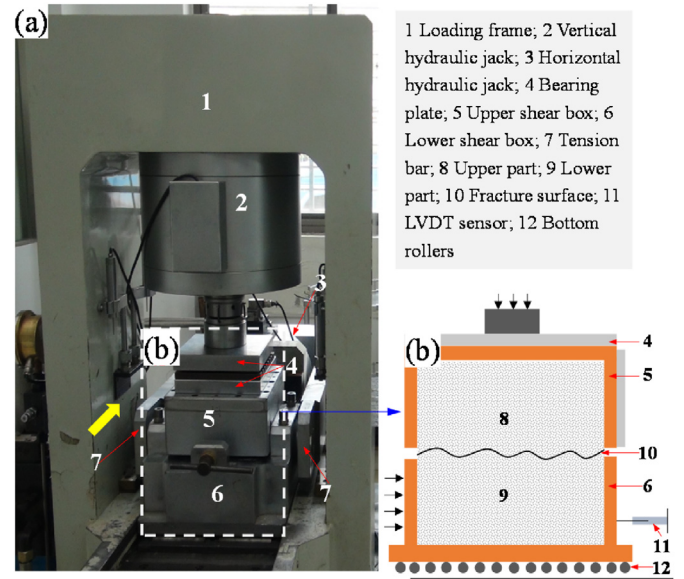 (a)
1
2
3
(b)
4
5
6
7
7
1 Loading frame; 2 Vertical
hydraulic jack; 3 Horizontal
hydraulic jack; 4 Bearing
plate; 5 Upper shear box; 6
Lower shear box; 7 Tension
bar; 8 Upper part; 9 Lower
part; 10 Fracture surface; 11
LVDT sensor; 12 Bottom
rollers
(b)
4
5
8
10
6
9
11
12